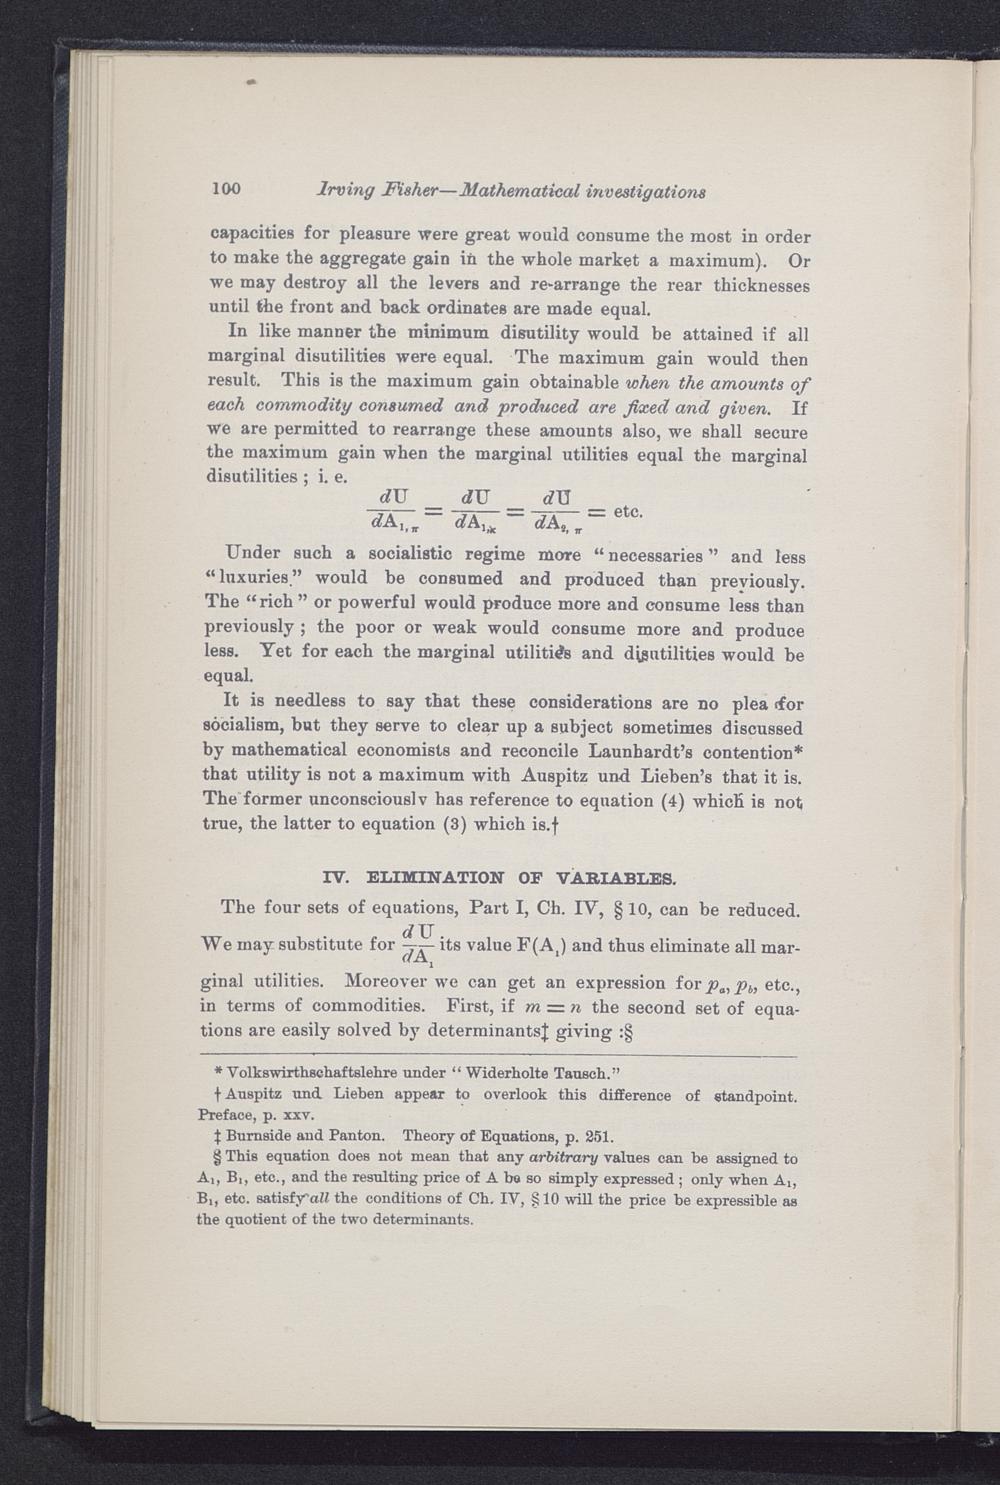 100 Irving Fisher—Mathematical investigations
capacities for pleasure were great would consume the most in order
to make the aggregate gain in the whole market a maximum). Or
we may destroy all the levers and re-arrange the rear thicknesses
until the front and back ordinates are made equal.
In like manner the minimum disutility would be attained if all
marginal disutilities were equal. The maximum gain would then
result. This is the maximum gain obtainable when the amounts of
each commodity consumed and produced are fixed and given. If
we are permitted to rearrange these amounts also, we shall secure
the maximum gain when the marginal utilities equal the marginal
disutilities ; i. e.
dU/dA₁,π = dU/dA₁,κ = dU/dA₂,π = etc.
Under such a socialistic regime more “necessaries” and less
“luxuries” would be consumed and produced than previously.
The “rich” or powerful would produce more and consume less than
previously ; the poor or weak would consume more and produce
less. Yet for each the marginal utilities and disutilities would be
equal.
It is needless to say that these considerations are no plea for
socialism, but they serve to clear up a subject sometimes discussed
by mathematical economists and reconcile Launhardt’s contention*
that utility is not a maximum with Auspitz und Lieben’s that it is.
The former unconsciously has reference to equation (4) which is not
true, the latter to equation (3) which is.†
IV. ELIMINATION OF VARIABLES.
The four sets of equations, Part I, Ch. IV, § 10, can be reduced.
We may substitute for dU/dA₁ its value F(A₁) and thus eliminate all mar-
ginal utilities. Moreover we can get an expression for pₐ, p_b, etc.,
in terms of commodities. First, if m = n the second set of equa-
tions are easily solved by determinants‡ giving :§
* Volkswirthschaftslehre under “ Widerholte Tausch.”
† Auspitz und Lieben appear to overlook this difference of standpoint.
Preface, p. xxv.
‡ Burnside and Panton. Theory of Equations, p. 251.
§ This equation does not mean that any arbitrary values can be assigned to
A₁, B₁, etc., and the resulting price of A be so simply expressed ; only when A₁,
B₁, etc. satisfy all the conditions of Ch. IV, § 10 will the price be expressible as
the quotient of the two determinants.